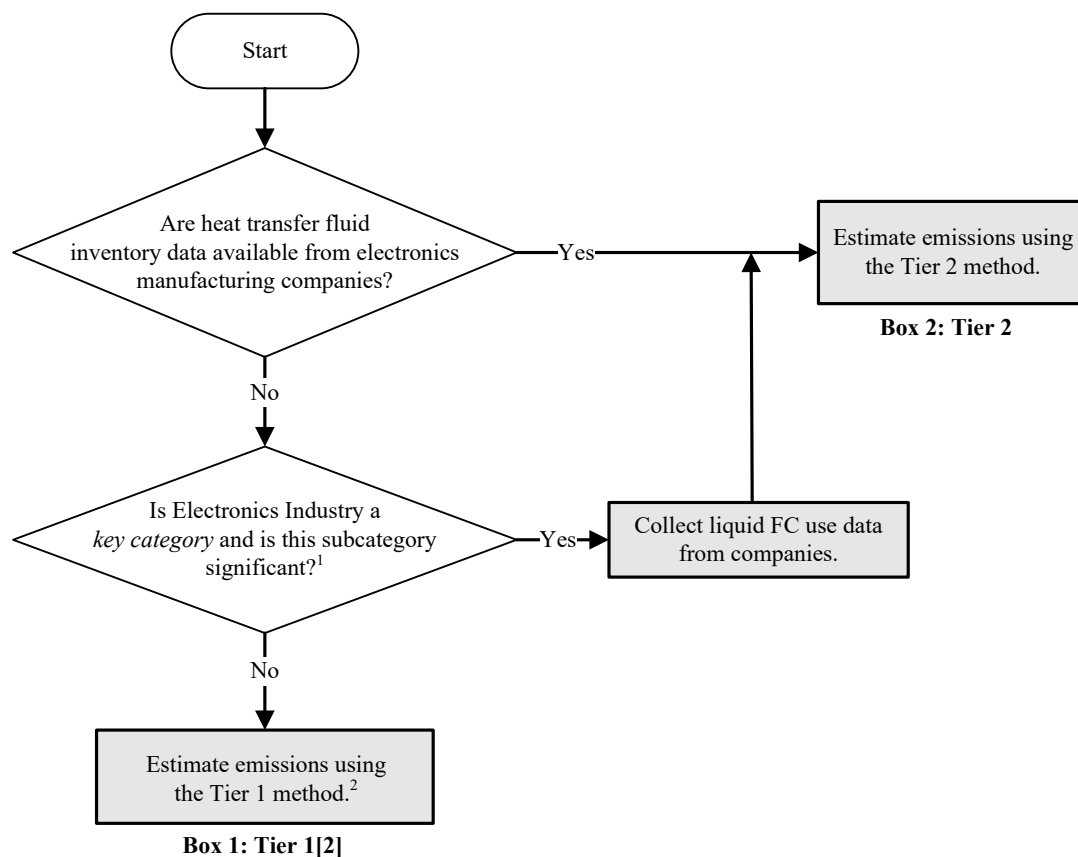 Start
Are heat transfer fluid
inventory data available from electronics
manufacturing companies?
Yes
Estimate emissions using
the Tier 2 method.
Box 2: Tier 2
No
Is Electronics Industry a
key category and is this subcategory
significant?1
Yes
Collect liquid FC use data
from companies.
No
Estimate emissions using
the Tier 1 method.2
Box 1: Tier 1[2]